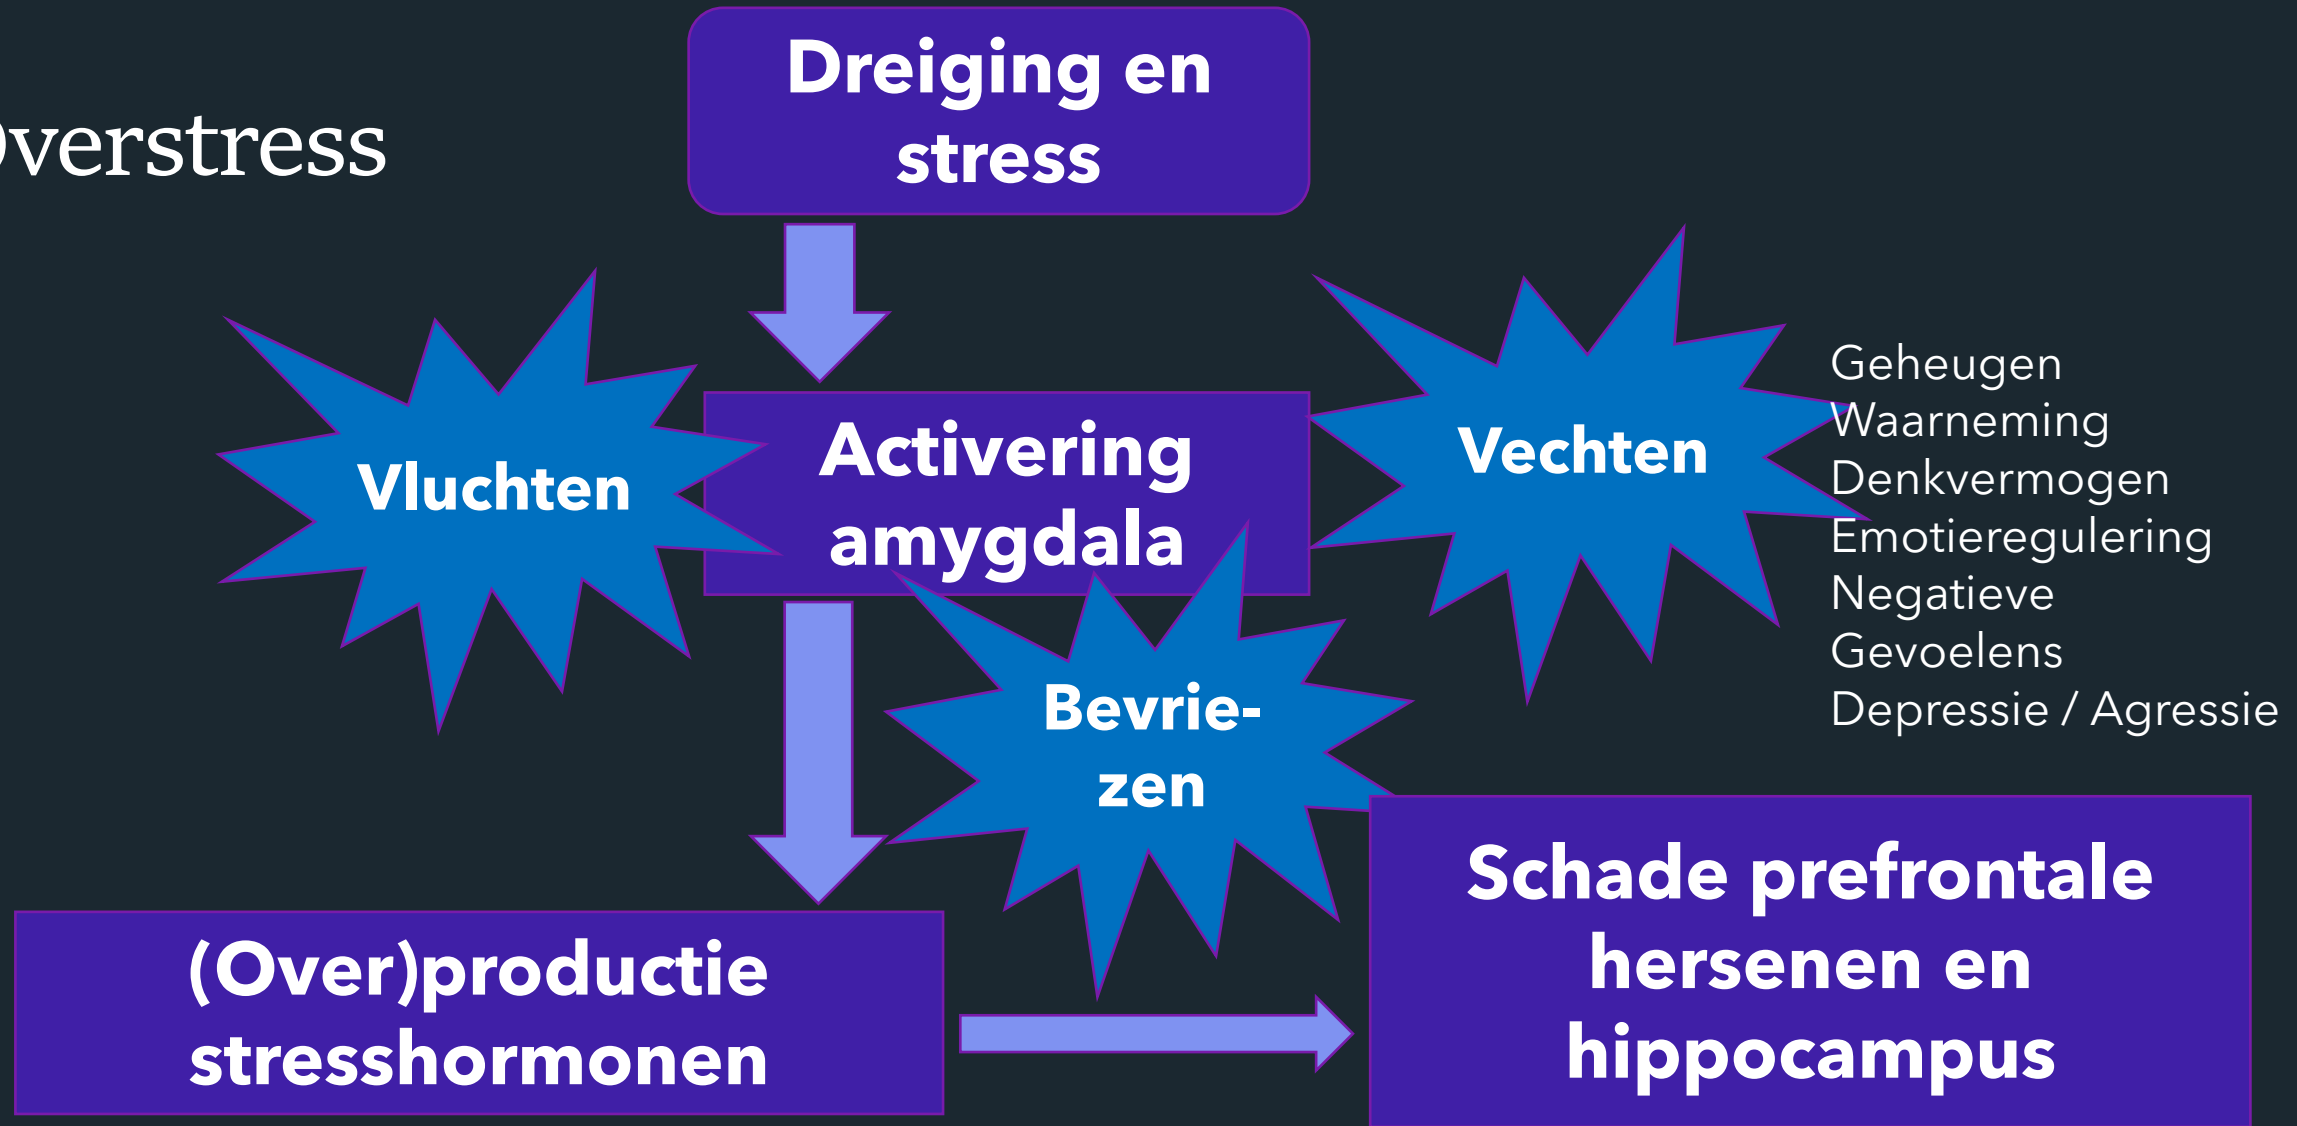 Overstress
Dreiging en
stress
Vluchten
Activering
amygdala
Vechten
Geheugen
Waarneming
Denkvermogen
Emotieregulering
Negatieve
Gevoelens
Depressie / Agressie
Bevrie-
zen
(Over)productie
stresshormonen
Schade prefrontale
hersenen en
hippocampus